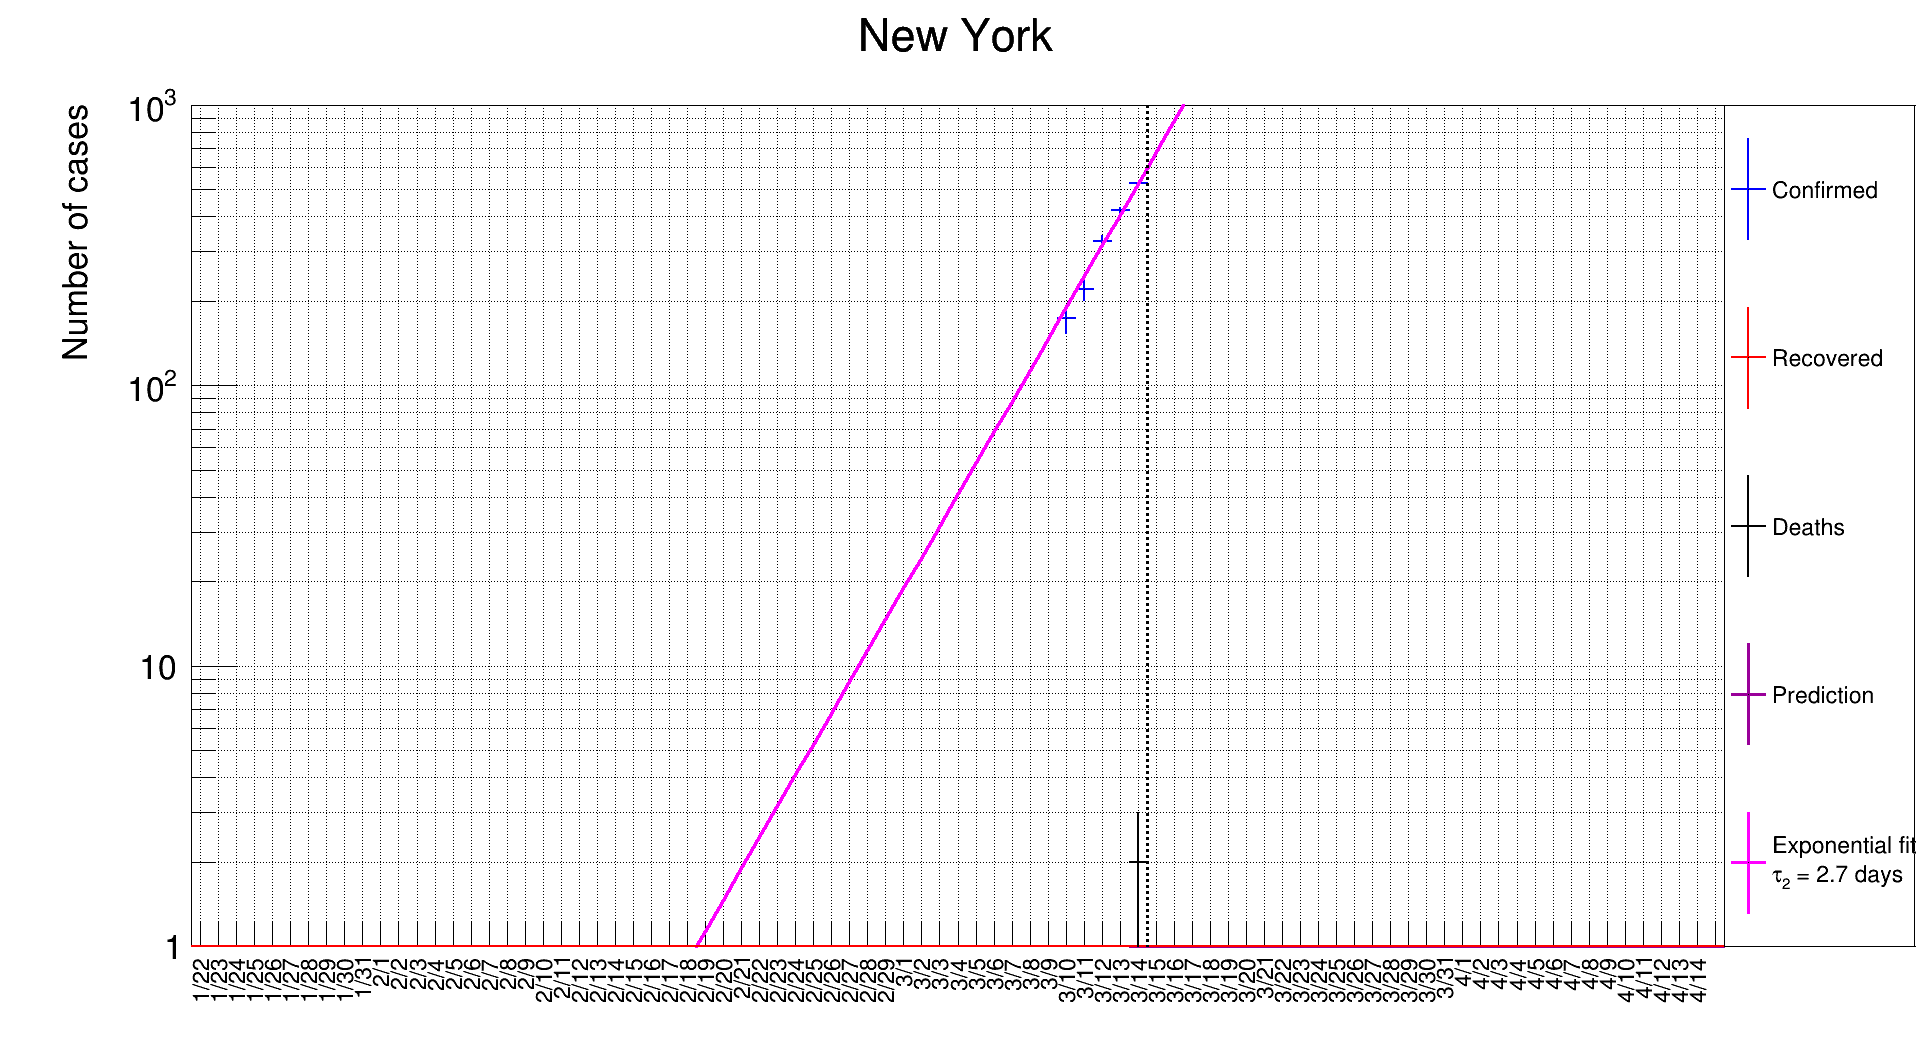 New York
Number of cases
10³
10²
10
1
1/22 1/23 1/24 1/25 1/26 1/27 1/28 1/29 1/30 1/31 2/1 2/2 2/3 2/4 2/5 2/6 2/7 2/8 2/9 2/10 2/11 2/12 2/13 2/14 2/15 2/16 2/17 2/18 2/19 2/20 2/21 2/22 2/23 2/24 2/25 2/26 2/27 2/28 2/29 3/1 3/2 3/3 3/4 3/5 3/6 3/7 3/8 3/9 3/10 3/11 3/12 3/13 3/14 3/15 3/16 3/17 3/18 3/19 3/20 3/21 3/22 3/23 3/24 3/25 3/26 3/27 3/28 3/29 3/30 3/31 4/1 4/2 4/3 4/4 4/5 4/6 4/7 4/8 4/9 4/10 4/11 4/12 4/13 4/14
Confirmed
Recovered
Deaths
Prediction
Exponential fit
τ₂ = 2.7 days